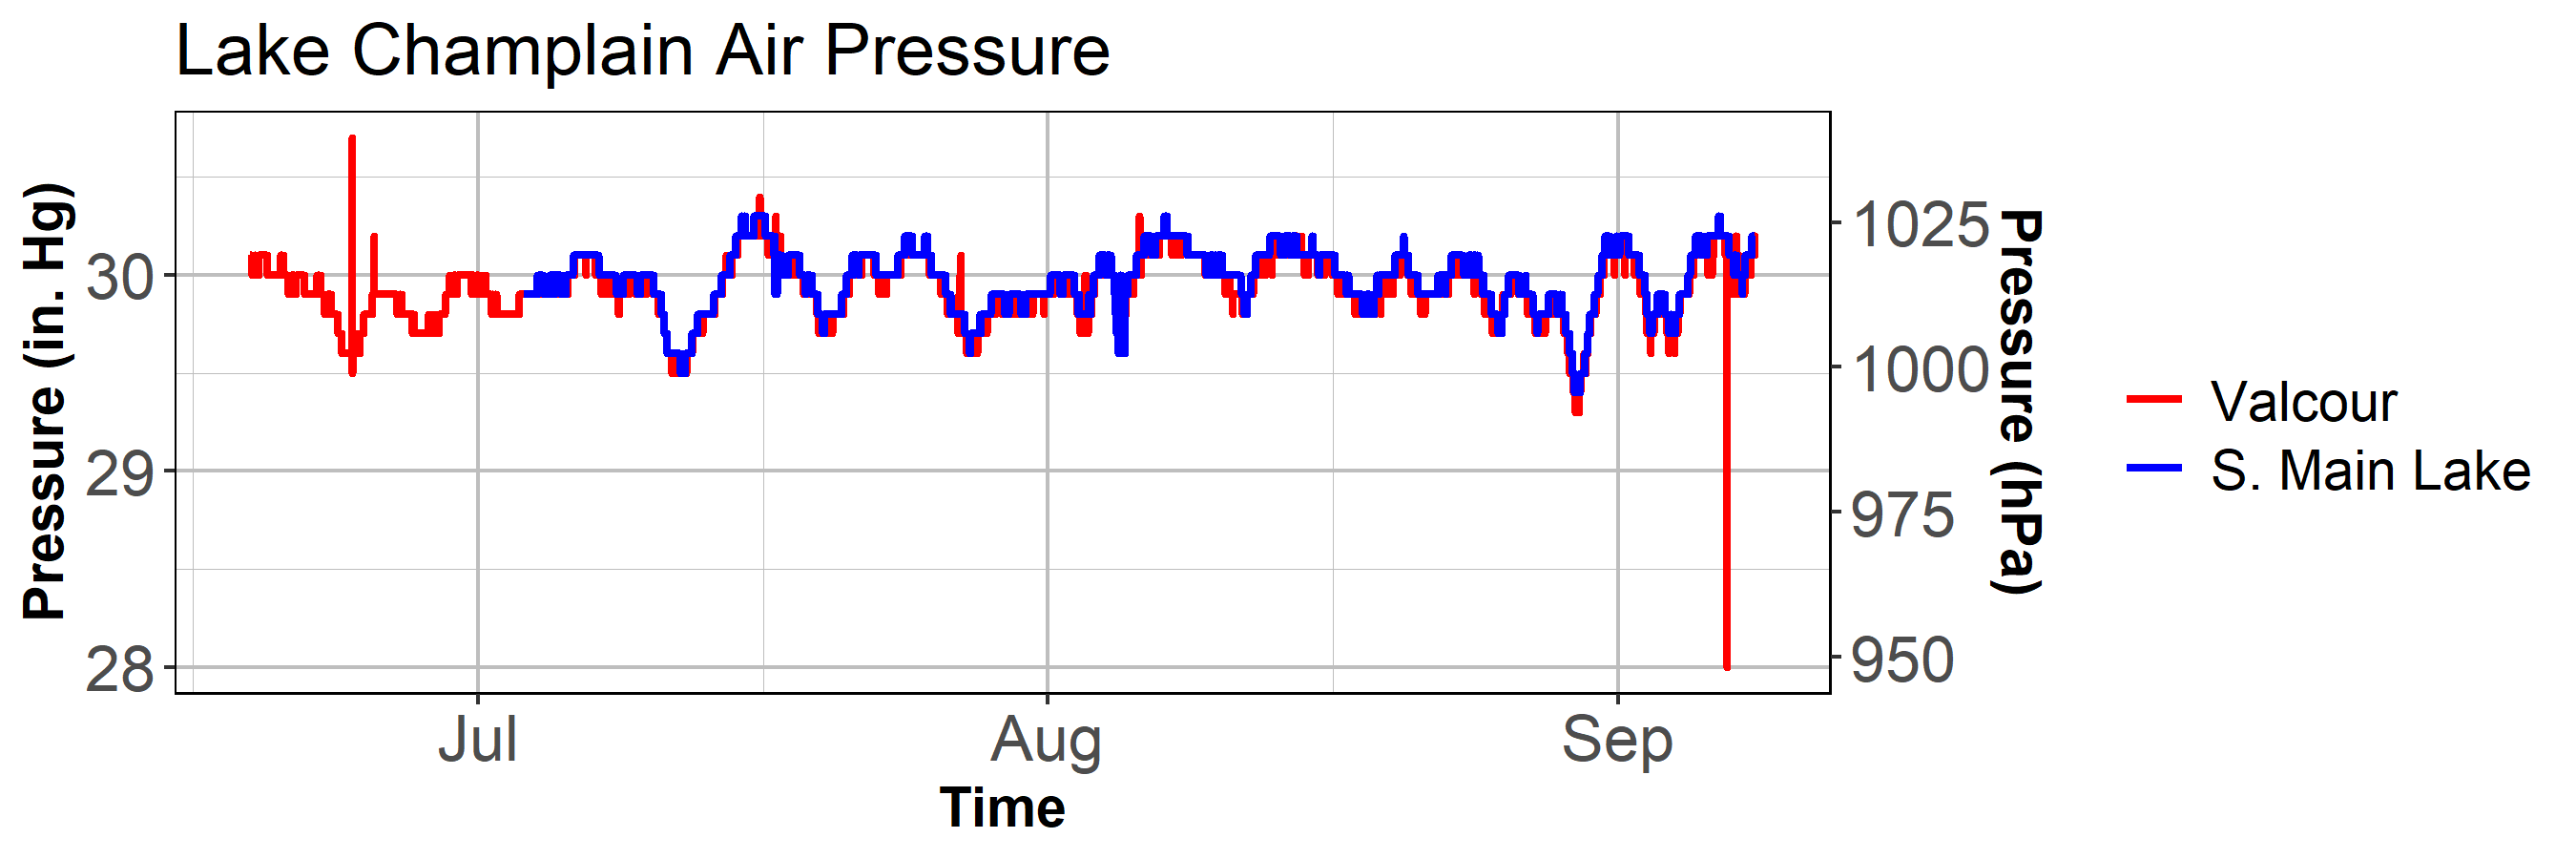 Lake Champlain Air Pressure
Pressure (in. Hg)
30
29
28
1025
1000
975
950
Pressure (hPa)
Valcour
S. Main Lake
Jul
Aug
Sep
Time